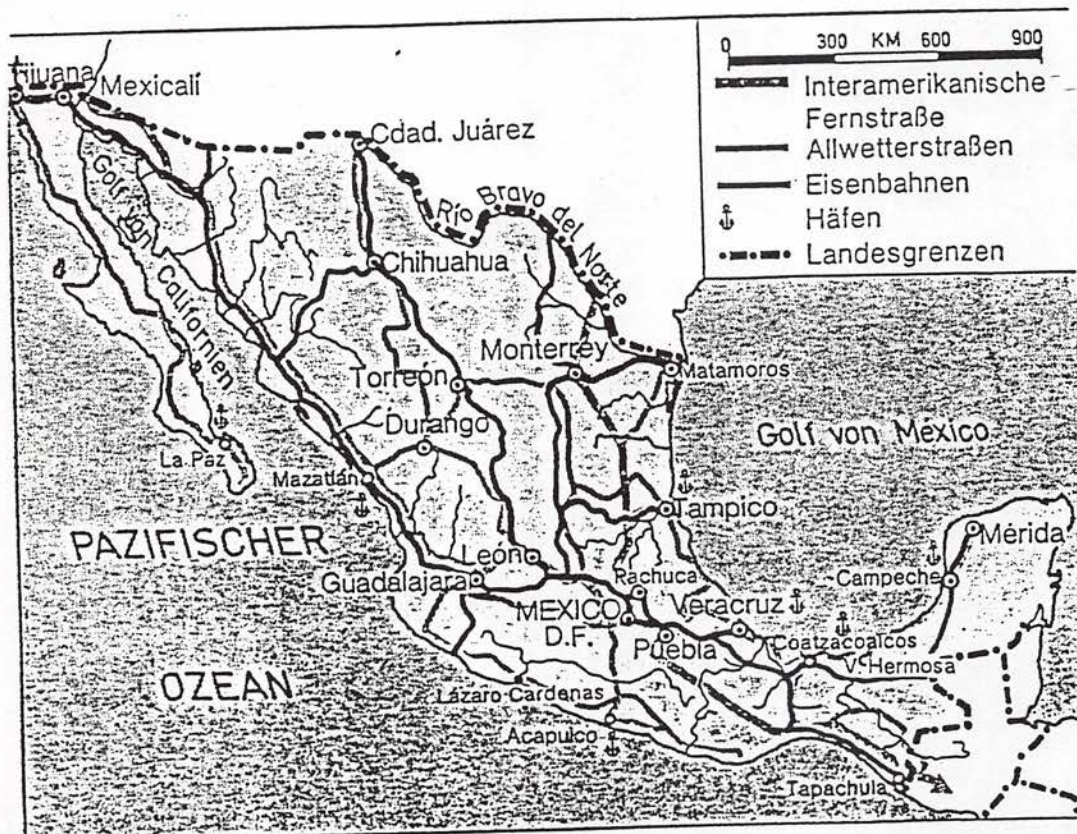 0 300 KM 600 900
Interamerikanische
Fernstraße
Allwetterstraßen
Eisenbahnen
Häfen
Landesgrenzen
Tijuana
Mexicalí
Cdad. Juárez
Golf von Californien
Río Bravo del Norte
Chihuahua
Monterrey
Matamoros
Torreón
Durango
La Paz
Mazatlán
Golf von Mexico
PAZIFISCHER
OZEAN
Tampico
Mérida
León
Guadalajara
Pachuca
Campeche
MEXICO
D.F.
Veracruz
Puebla
Coatzacoalcos
V. Hermosa
Lázaro Cardenas
Acapulco
Tapachula